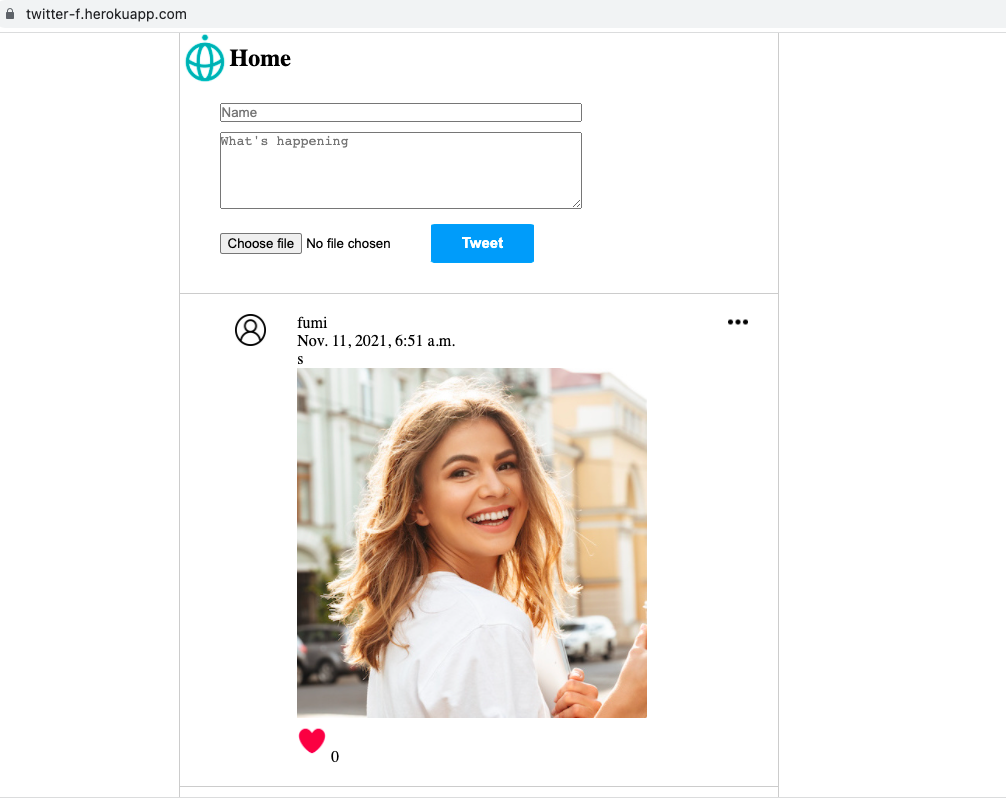 twitter-f.herokuapp.com
Home
Name
What's happening
Choose file No file chosen Tweet
fumi
Nov. 11, 2021, 6:51 a.m.
s
0